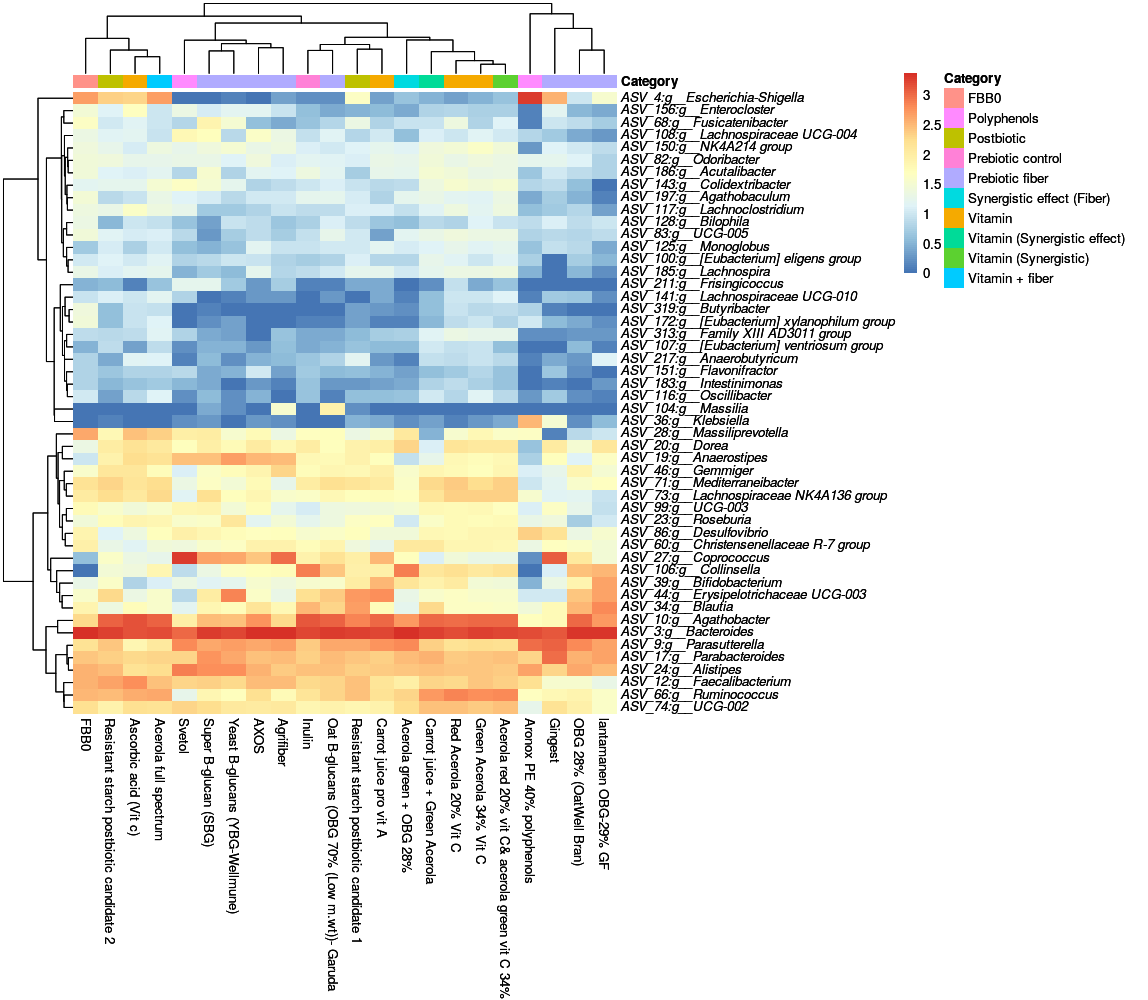 Category
ASV_4:g__Escherichia-Shigella
ASV_156:g__Enterocloster
ASV_68:g__Fusicatenibacter
ASV_108:g__Lachnospiraceae UCG-004
ASV_150:g__NK4A214 group
ASV_82:g__Odoribacter
ASV_186:g__Acutalibacter
ASV_143:g__Colidextribacter
ASV_197:g__Agathobaculum
ASV_117:g__Lachnoclostridium
ASV_128:g__Bilophila
ASV_83:g__UCG-005
ASV_125:g__Monoglobus
ASV_100:g__[Eubacterium] eligens group
ASV_185:g__Lachnospira
ASV_211:g__Frisingicoccus
ASV_141:g__Lachnospiraceae UCG-010
ASV_319:g__Butyribacter
ASV_172:g__[Eubacterium] xylanophilum group
ASV_313:g__Family XIII AD3011 group
ASV_107:g__[Eubacterium] ventriosum group
ASV_217:g__Anaerobutyricum
ASV_151:g__Flavonifractor
ASV_183:g__Intestinimonas
ASV_116:g__Oscillibacter
ASV_104:g__Massilia
ASV_36:g__Klebsiella
ASV_28:g__Massiliprevotella
ASV_20:g__Dorea
ASV_19:g__Anaerostipes
ASV_46:g__Gemmiger
ASV_71:g__Mediterraneibacter
ASV_73:g__Lachnospiraceae NK4A136 group
ASV_99:g__UCG-003
ASV_23:g__Roseburia
ASV_86:g__Desulfovibrio
ASV_60:g__Christensenellaceae R-7 group
ASV_27:g__Coprococcus
ASV_106:g__Collinsella
ASV_39:g__Bifidobacterium
ASV_44:g__Erysipelotrichaceae UCG-003
ASV_34:g__Blautia
ASV_10:g__Agathobacter
ASV_3:g__Bacteroides
ASV_9:g__Parasutterella
ASV_17:g__Parabacteroides
ASV_24:g__Alistipes
ASV_12:g__Faecalibacterium
ASV_66:g__Ruminococcus
ASV_74:g__UCG-002
FBB0
Resistant starch postbiotic candidate 2
Ascorbic acid (Vit c)
Acerola full spectrum
Svetol
Super B-glucan (SBG)
Yeast B-glucans (YBG-Wellmune)
AXOS
Agrifiber
Inulin
Oat B-glucans (OBG 70% (Low m.wt))- Garuda
Resistant starch postbiotic candidate 1
Carrot juice pro vit A
Acerola green + OBG 28%
Carrot juice + Green Acerola
Red Acerola 20% Vit C
Green Acerola 34% Vit C
Acerola red 20% vit C& acerola green vit C 34%
Aronox PE 40% polyphenols
Gingest
OBG 28% (OatWell Bran)
lantamanen OBG-29% GF
3
2.5
2
1.5
1
0.5
0
Category
FBB0
Polyphenols
Postbiotic
Prebiotic control
Prebiotic fiber
Synergistic effect (Fiber)
Vitamin
Vitamin (Synergistic effect)
Vitamin (Synergistic)
Vitamin + fiber